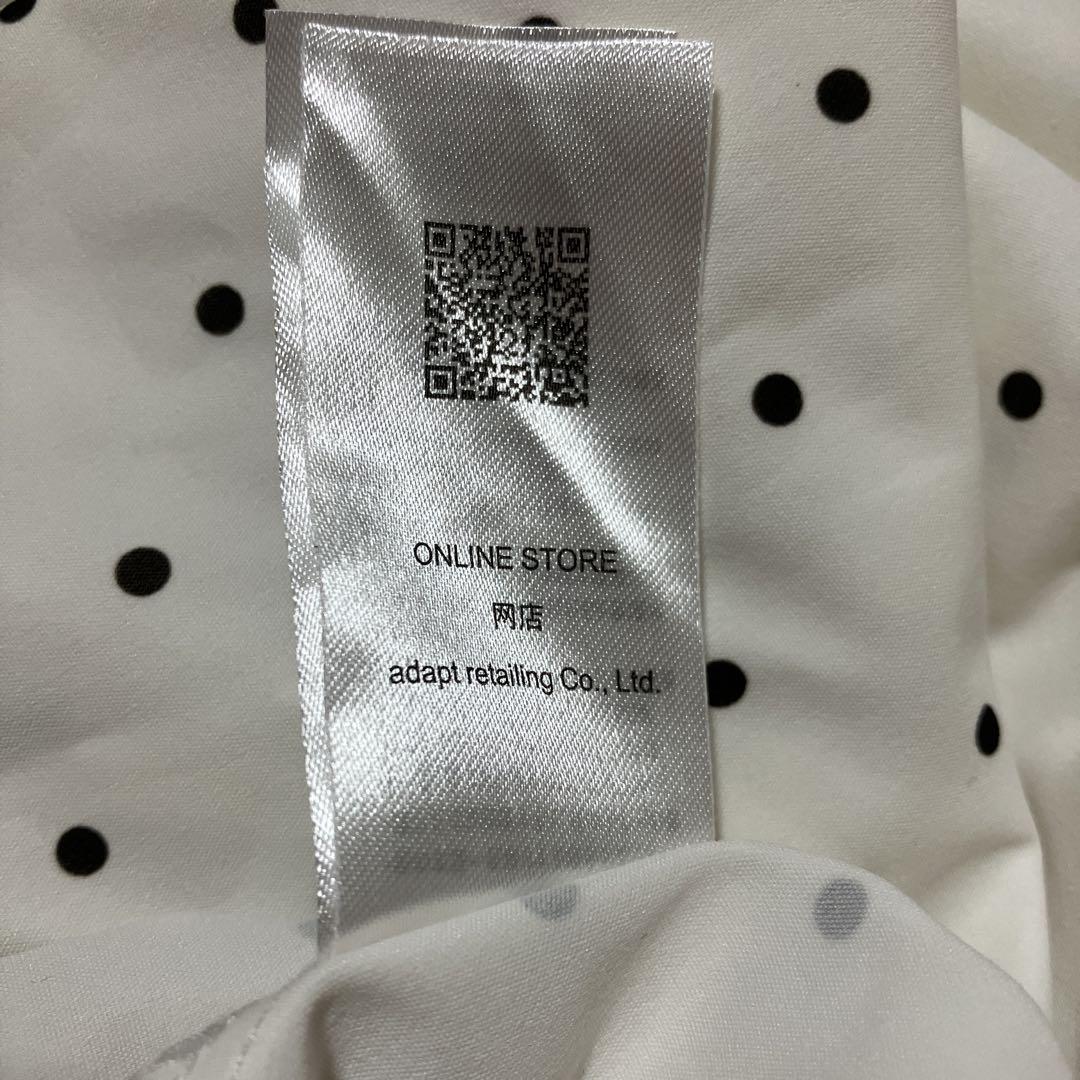 ONLINE STORE
网店
adapt retailing Co., Ltd.